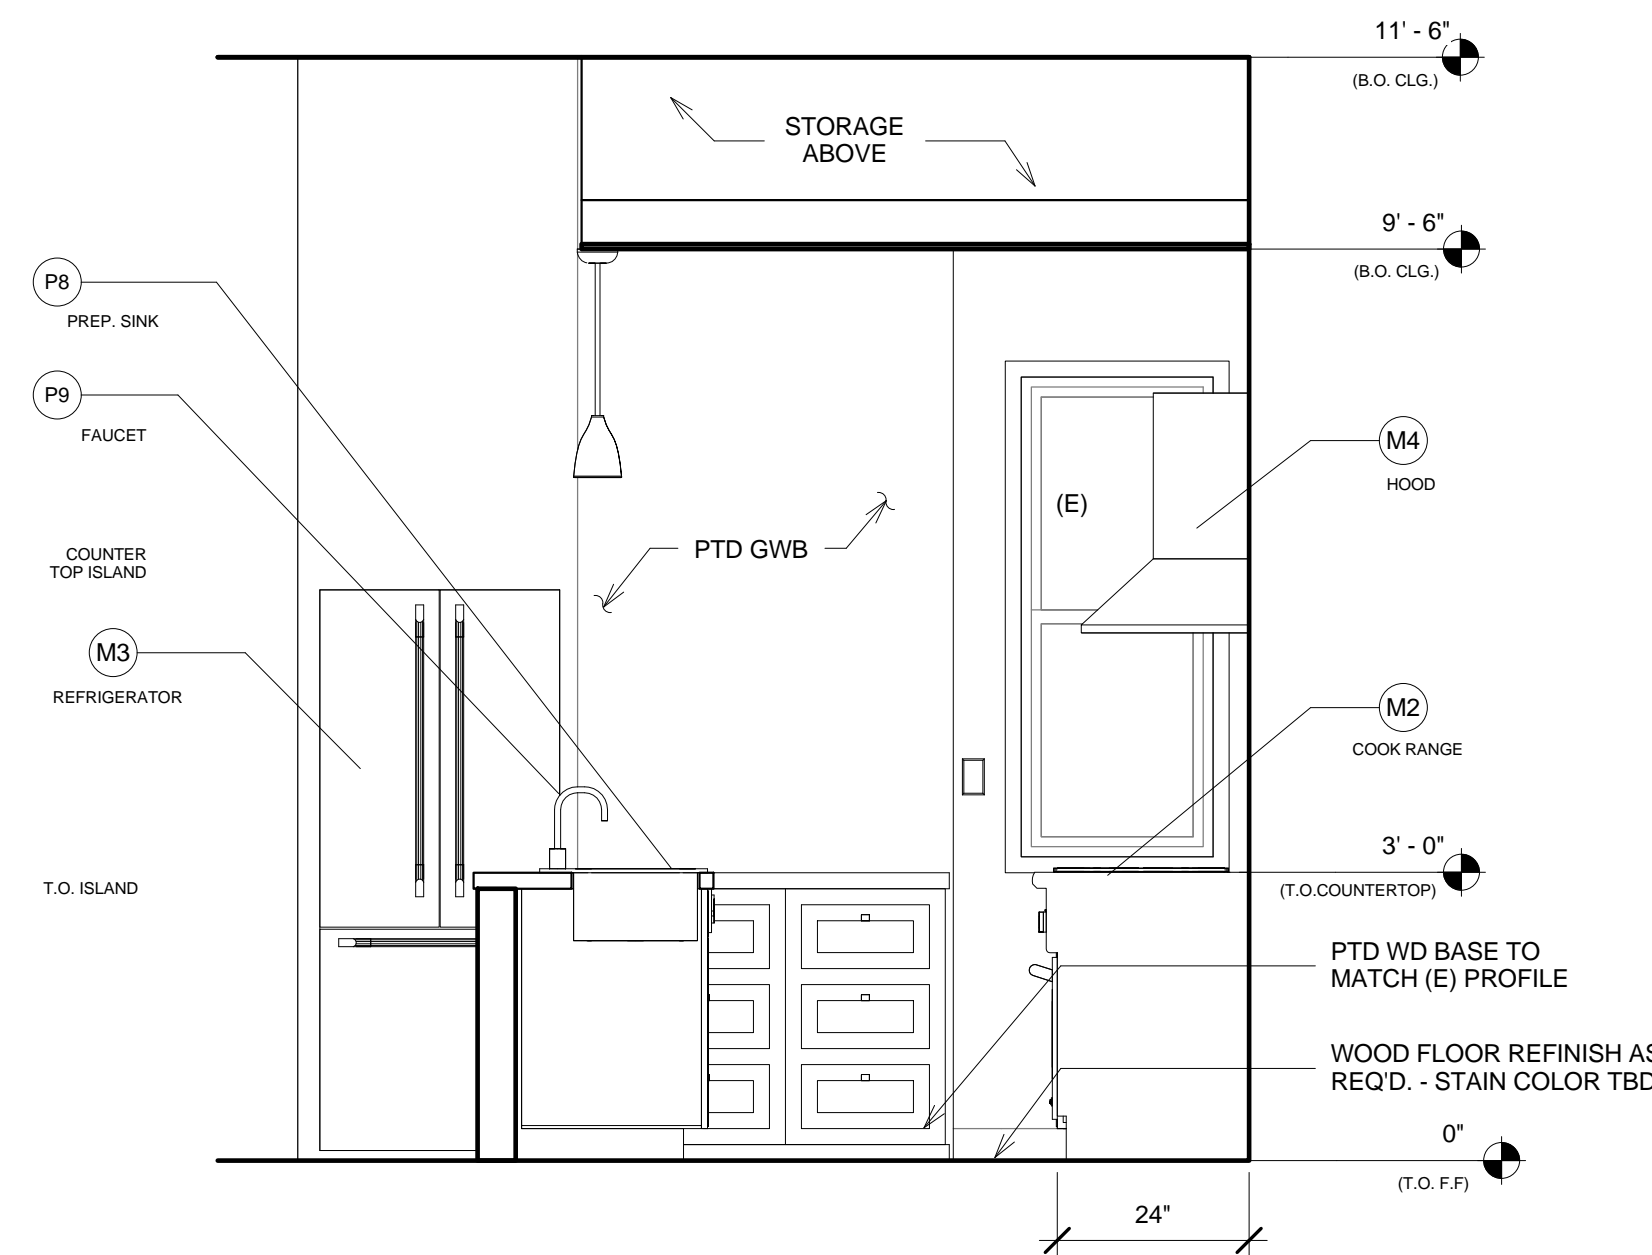 11' - 6"
(B.O. CLG.)
STORAGE
ABOVE
9' - 6"
(B.O. CLG.)
P8
PREP. SINK
P9
FAUCET
M4
HOOD
(E)
PTD GWB
COUNTER
TOP ISLAND
M3
REFRIGERATOR
M2
COOK RANGE
3' - 0"
(T.O.COUNTERTOP)
T.O. ISLAND
PTD WD BASE TO
MATCH (E) PROFILE
WOOD FLOOR REFINISH AS
REQ'D. - STAIN COLOR TBD
0"
(T.O. F.F)
24"